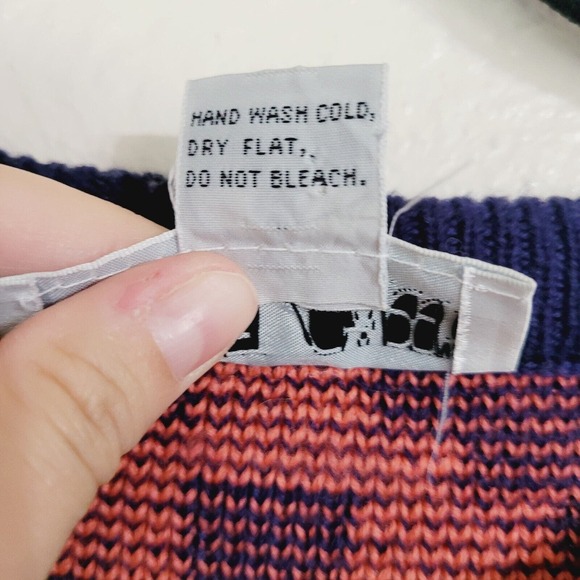 HAND WASH COLD,
DRY FLAT,
DO NOT BLEACH.